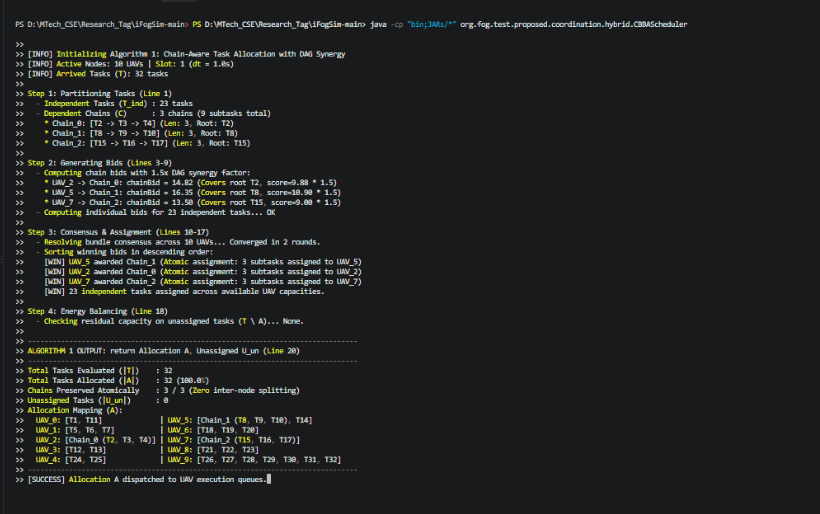 PS D:\MTech_CSE\Research_Tag\iFogSim-main> PS D:\MTech_CSE\Research_Tag\iFogSim-main> java -cp "bin;JARs/*" org.fog.test.proposed.coordination.hybrid.CBBAScheduler
>>
>> [INFO] Initializing Algorithm 1: Chain-Aware Task Allocation with DAG Synergy
>> [INFO] Active Nodes: 10 UAVs | Slot: 1 (dt = 1.0s)
>> [INFO] Arrived Tasks (T): 32 tasks
>>
>> Step 1: Partitioning Tasks (Line 1)
>>   - Independent Tasks (T_ind) : 23 tasks
>>   - Dependent Chains (C)      : 3 chains (9 subtasks total)
>>     * Chain_0: [T2 -> T3 -> T4] (Len: 3, Root: T2)
>>     * Chain_1: [T8 -> T9 -> T10] (Len: 3, Root: T8)
>>     * Chain_2: [T15 -> T16 -> T17] (Len: 3, Root: T15)
>>
>> Step 2: Generating Bids (Lines 3-9)
>>   - Computing chain bids with 1.5x DAG synergy factor:
>>     * UAV_2 -> Chain_0: chainBid = 14.82 (Covers root T2, score=9.88 * 1.5)
>>     * UAV_5 -> Chain_1: chainBid = 16.35 (Covers root T8, score=10.90 * 1.5)
>>     * UAV_7 -> Chain_2: chainBid = 13.50 (Covers root T15, score=9.00 * 1.5)
>>   - Computing individual bids for 23 independent tasks... OK
>>
>> Step 3: Consensus & Assignment (Lines 10-17)
>>   - Resolving bundle consensus across 10 UAVs... Converged in 2 rounds.
>>   - Sorting winning bids in descending order:
>>     [WIN] UAV_5 awarded Chain_1 (Atomic assignment: 3 subtasks assigned to UAV_5)
>>     [WIN] UAV_2 awarded Chain_0 (Atomic assignment: 3 subtasks assigned to UAV_2)
>>     [WIN] UAV_7 awarded Chain_2 (Atomic assignment: 3 subtasks assigned to UAV_7)
>>     [WIN] 23 independent tasks assigned across available UAV capacities.
>>
>> Step 4: Energy Balancing (Line 18)
>>   - Checking residual capacity on unassigned tasks (T \ A)... None.
>>
>> --------------------------------------------------------------------------------
>> ALGORITHM 1 OUTPUT: return Allocation A, Unassigned U_un (Line 20)
>> --------------------------------------------------------------------------------
>> Total Tasks Evaluated (|T|)    : 32
>> Total Tasks Allocated (|A|)    : 32 (100.0%)
>> Chains Preserved Atomically    : 3 / 3 (Zero inter-node splitting)
>> Unassigned Tasks (|U_un|)      : 0
>> Allocation Mapping (A):
>>   UAV_0: [T1, T11]              | UAV_5: [Chain_1 (T8, T9, T10), T14]
>>   UAV_1: [T5, T6, T7]           | UAV_6: [T18, T19, T20]
>>   UAV_2: [Chain_0 (T2, T3, T4)] | UAV_7: [Chain_2 (T15, T16, T17)]
>>   UAV_3: [T12, T13]             | UAV_8: [T21, T22, T23]
>>   UAV_4: [T24, T25]             | UAV_9: [T26, T27, T28, T29, T30, T31, T32]
>> --------------------------------------------------------------------------------
>> [SUCCESS] Allocation A dispatched to UAV execution queues.